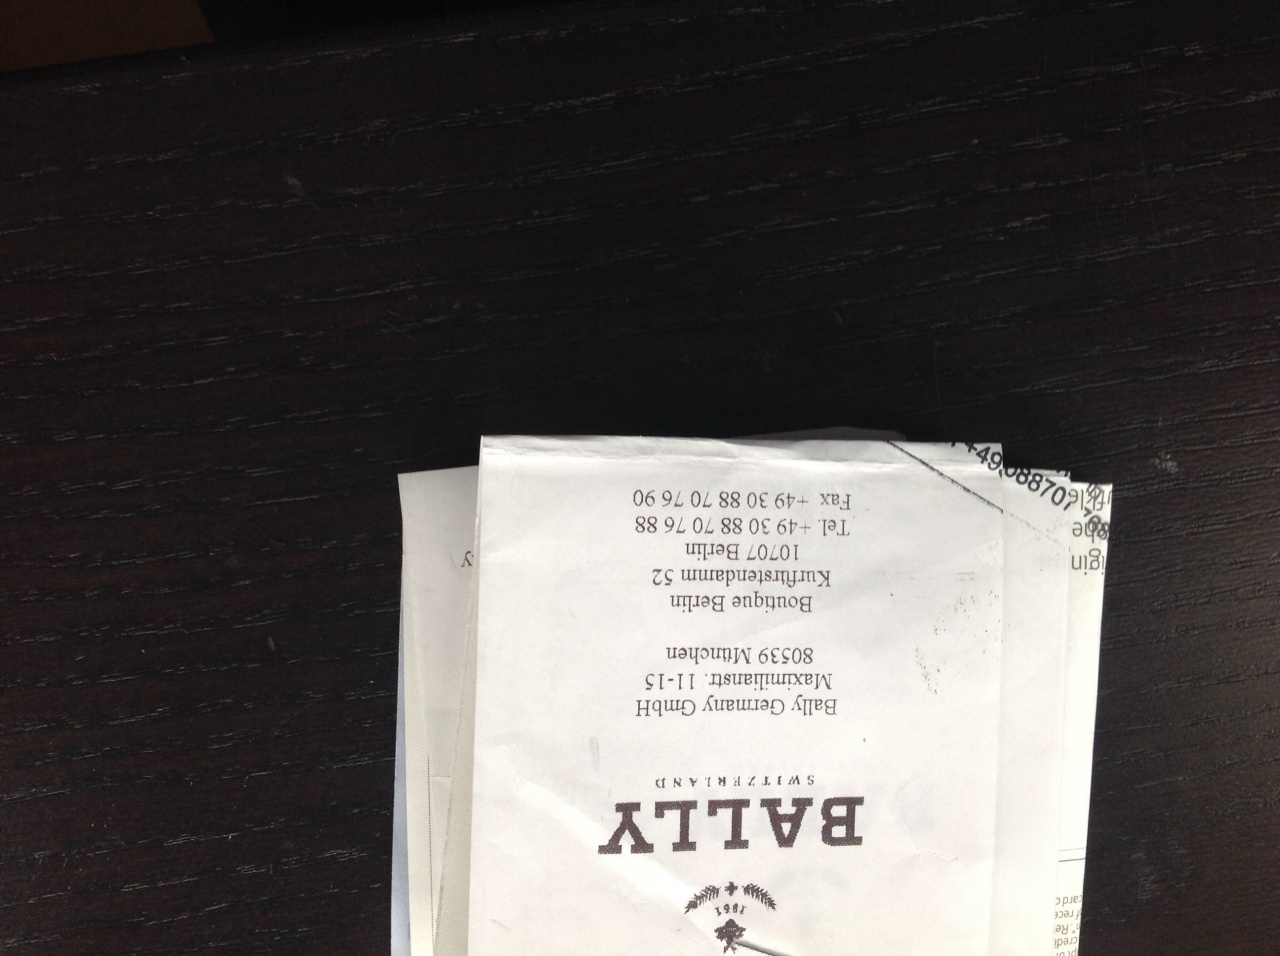 1851
BALLY
SWITZERLAND
Bally Germany GmbH
Maximilianstr. 11-15
80539 München
Boutique Berlin
Kurfürstendamm 52
10707 Berlin
Tel. +49 30 88 70 76 88
Fax +49 30 88 70 76 90